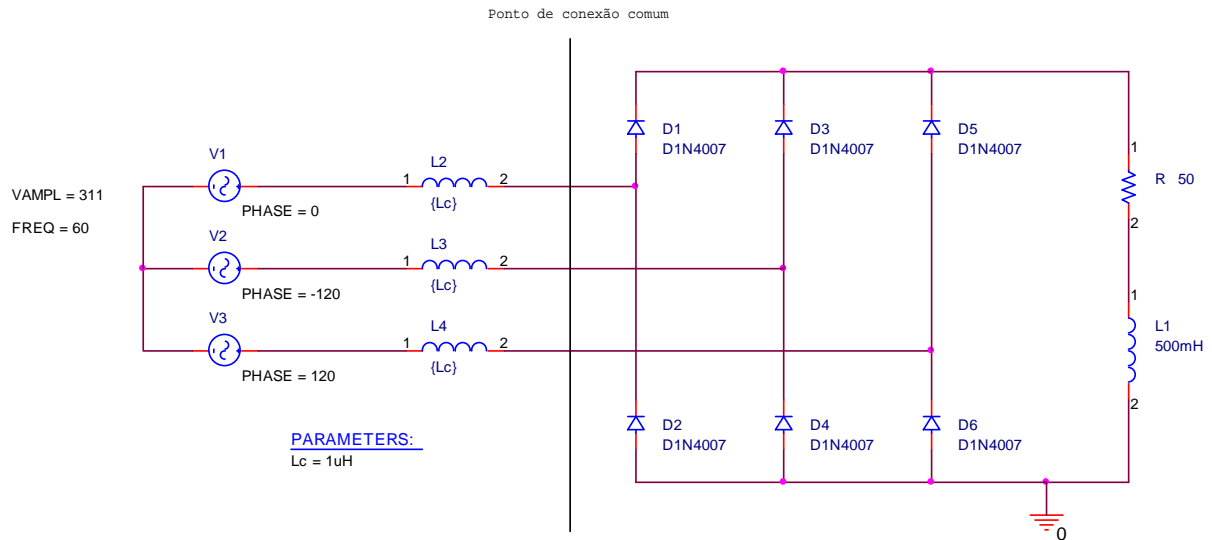 Ponto de conexão comum
VAMPL = 311
FREQ = 60
V1
PHASE = 0
V2
PHASE = -120
V3
PHASE = 120
1 L2 2
{Lc}
1 L3 2
{Lc}
1 L4 2
{Lc}
PARAMETERS:
Lc = 1uH
D1
D1N4007
D3
D1N4007
D5
D1N4007
D2
D1N4007
D4
D1N4007
D6
D1N4007
1
R 50
2
1
L1
500mH
2
0